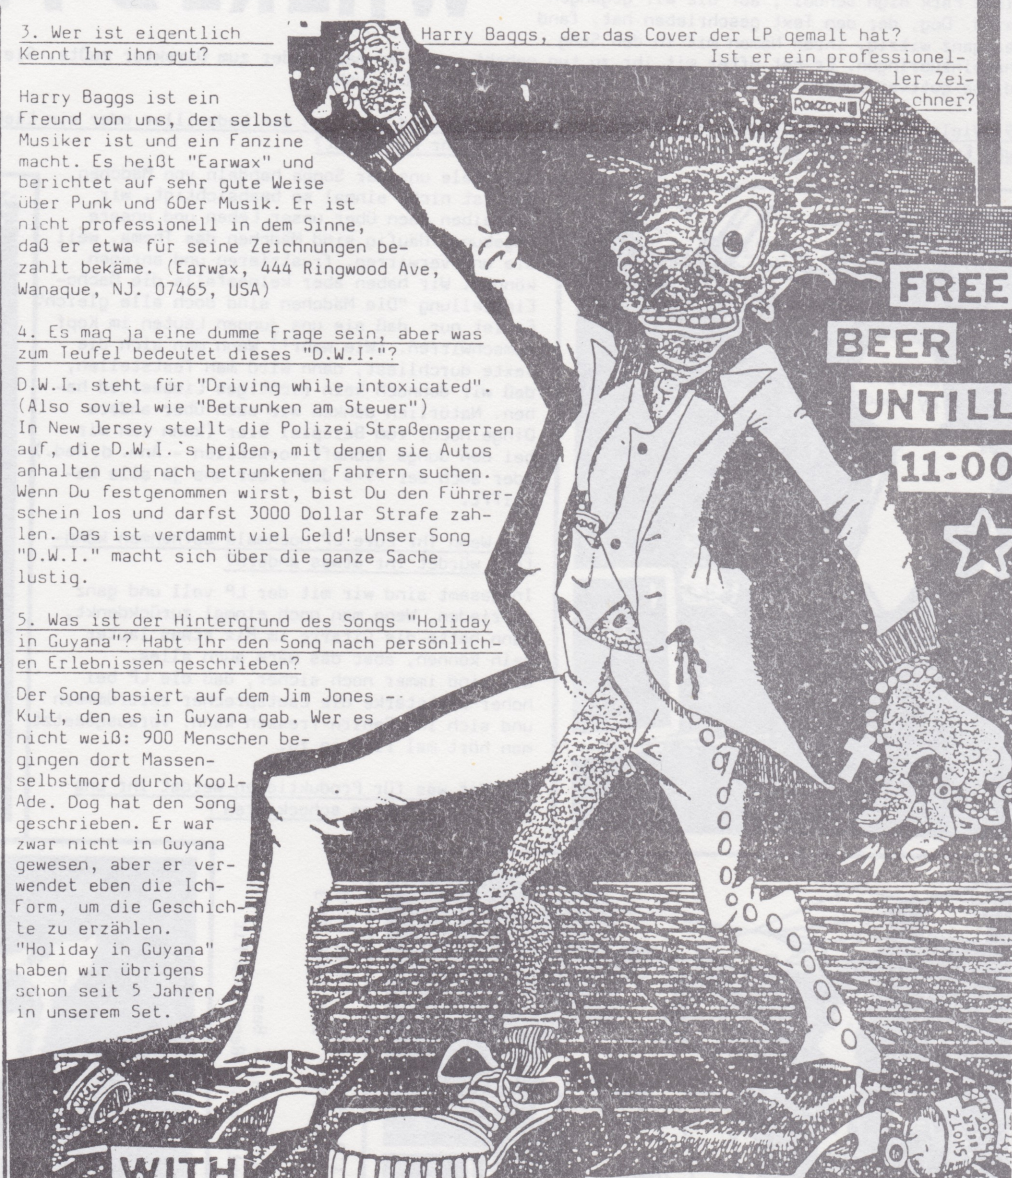 3. Wer ist eigentlich Harry Baggs, der das Cover der LP gemalt hat?
Kennt Ihr ihn gut? Ist er ein professionel-
ler Zei-
chner?
Harry Baggs ist ein
Freund von uns, der selbst
Musiker ist und ein Fanzine
macht. Es heißt "Earwax" und
berichtet auf sehr gute Weise
über Punk und 60er Musik. Er ist
nicht professionell in dem Sinne,
daß er etwa für seine Zeichnungen be-
zahlt bekäme. (Earwax, 444 Ringwood Ave,
Wanaque, NJ. 07465, USA)
4. Es mag ja eine dumme Frage sein, aber was
zum Teufel bedeutet dieses "D.W.I."?
D.W.I. steht für "Driving while intoxicated".
(Also soviel wie "Betrunken am Steuer")
In New Jersey stellt die Polizei Straßensperren
auf, die D.W.I.`s heißen, mit denen sie Autos
anhalten und nach betrunkenen Fahrern suchen.
Wenn Du festgenommen wirst, bist Du den Führer-
schein los und darfst 3000 Dollar Strafe zah-
len. Das ist verdammt viel Geld! Unser Song
"D.W.I." macht sich über die ganze Sache
lustig.
5. Was ist der Hintergrund des Songs "Holiday
in Guyana"? Habt Ihr den Song nach persönlich-
en Erlebnissen geschrieben?
Der Song basiert auf dem Jim Jones -
Kult, den es in Guyana gab. Wer es
nicht weiß: 900 Menschen be-
gingen dort Massen-
selbstmord durch Kool-
Ade. Dog hat den Song
geschrieben. Er war
zwar nicht in Guyana
gewesen, aber er ver-
wendet eben die Ich-
Form, um die Geschich-
te zu erzählen.
"Holiday in Guyana"
haben wir übrigens
schon seit 5 Jahren
in unserem Set.
RONZONI
FREE
BEER
UNTILL
11:00
WITH